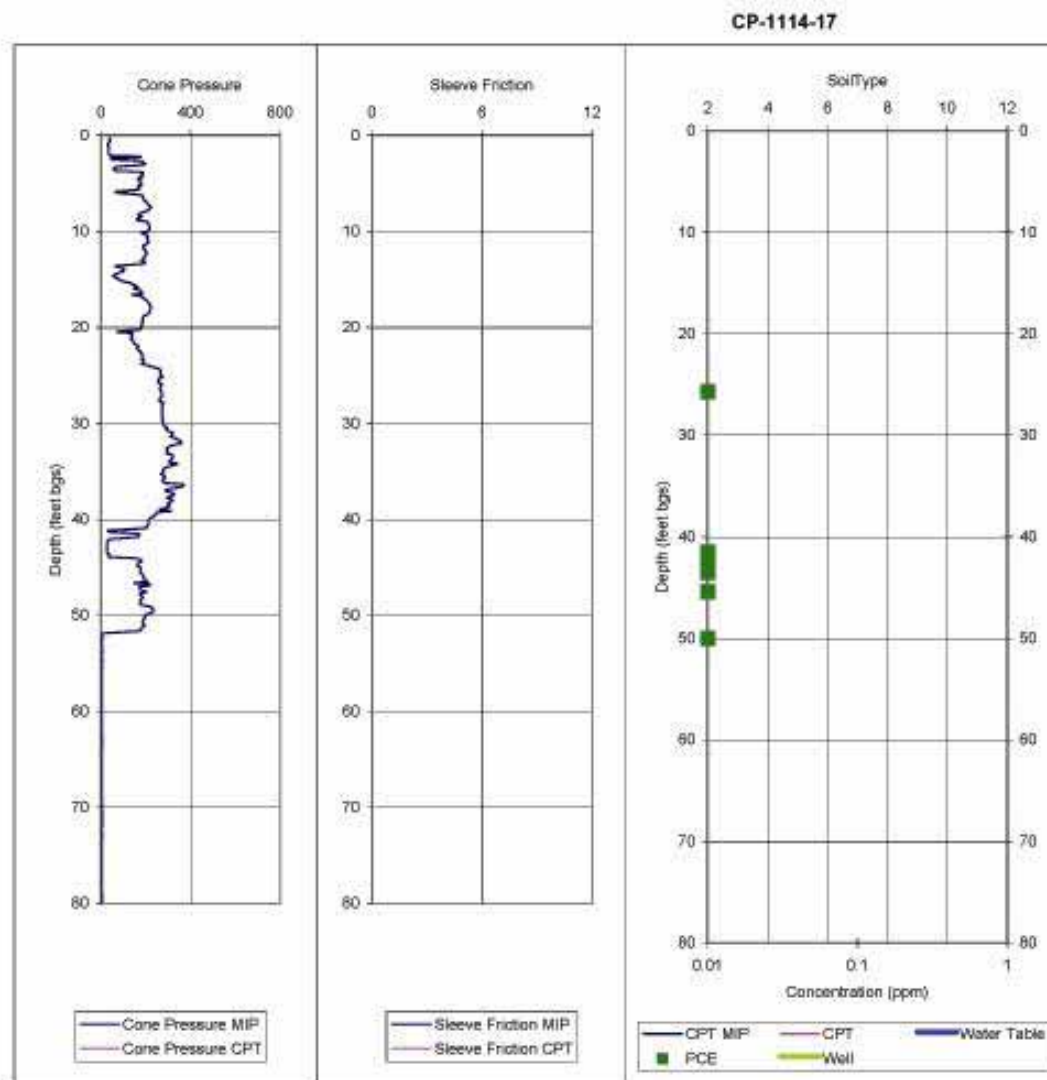 CP-1114-17
Cone Pressure
0 400 800
0
10
20
30
40
50
60
70
80
Depth (feet bgs)
Cone Pressure MIP
Cone Pressure CPT
Sleeve Friction
0 6 12
0
10
20
30
40
50
60
70
80
Sleeve Friction MIP
Sleeve Friction CPT
SoilType
2 4 6 8 10 12
0 0
10 10
20 20
30 30
40 40
50 50
60 60
70 70
80 80
Depth (feet bgs)
0.01 0.1 1
Concentration (ppm)
CPT MIP CPT Water Table
PCE Well